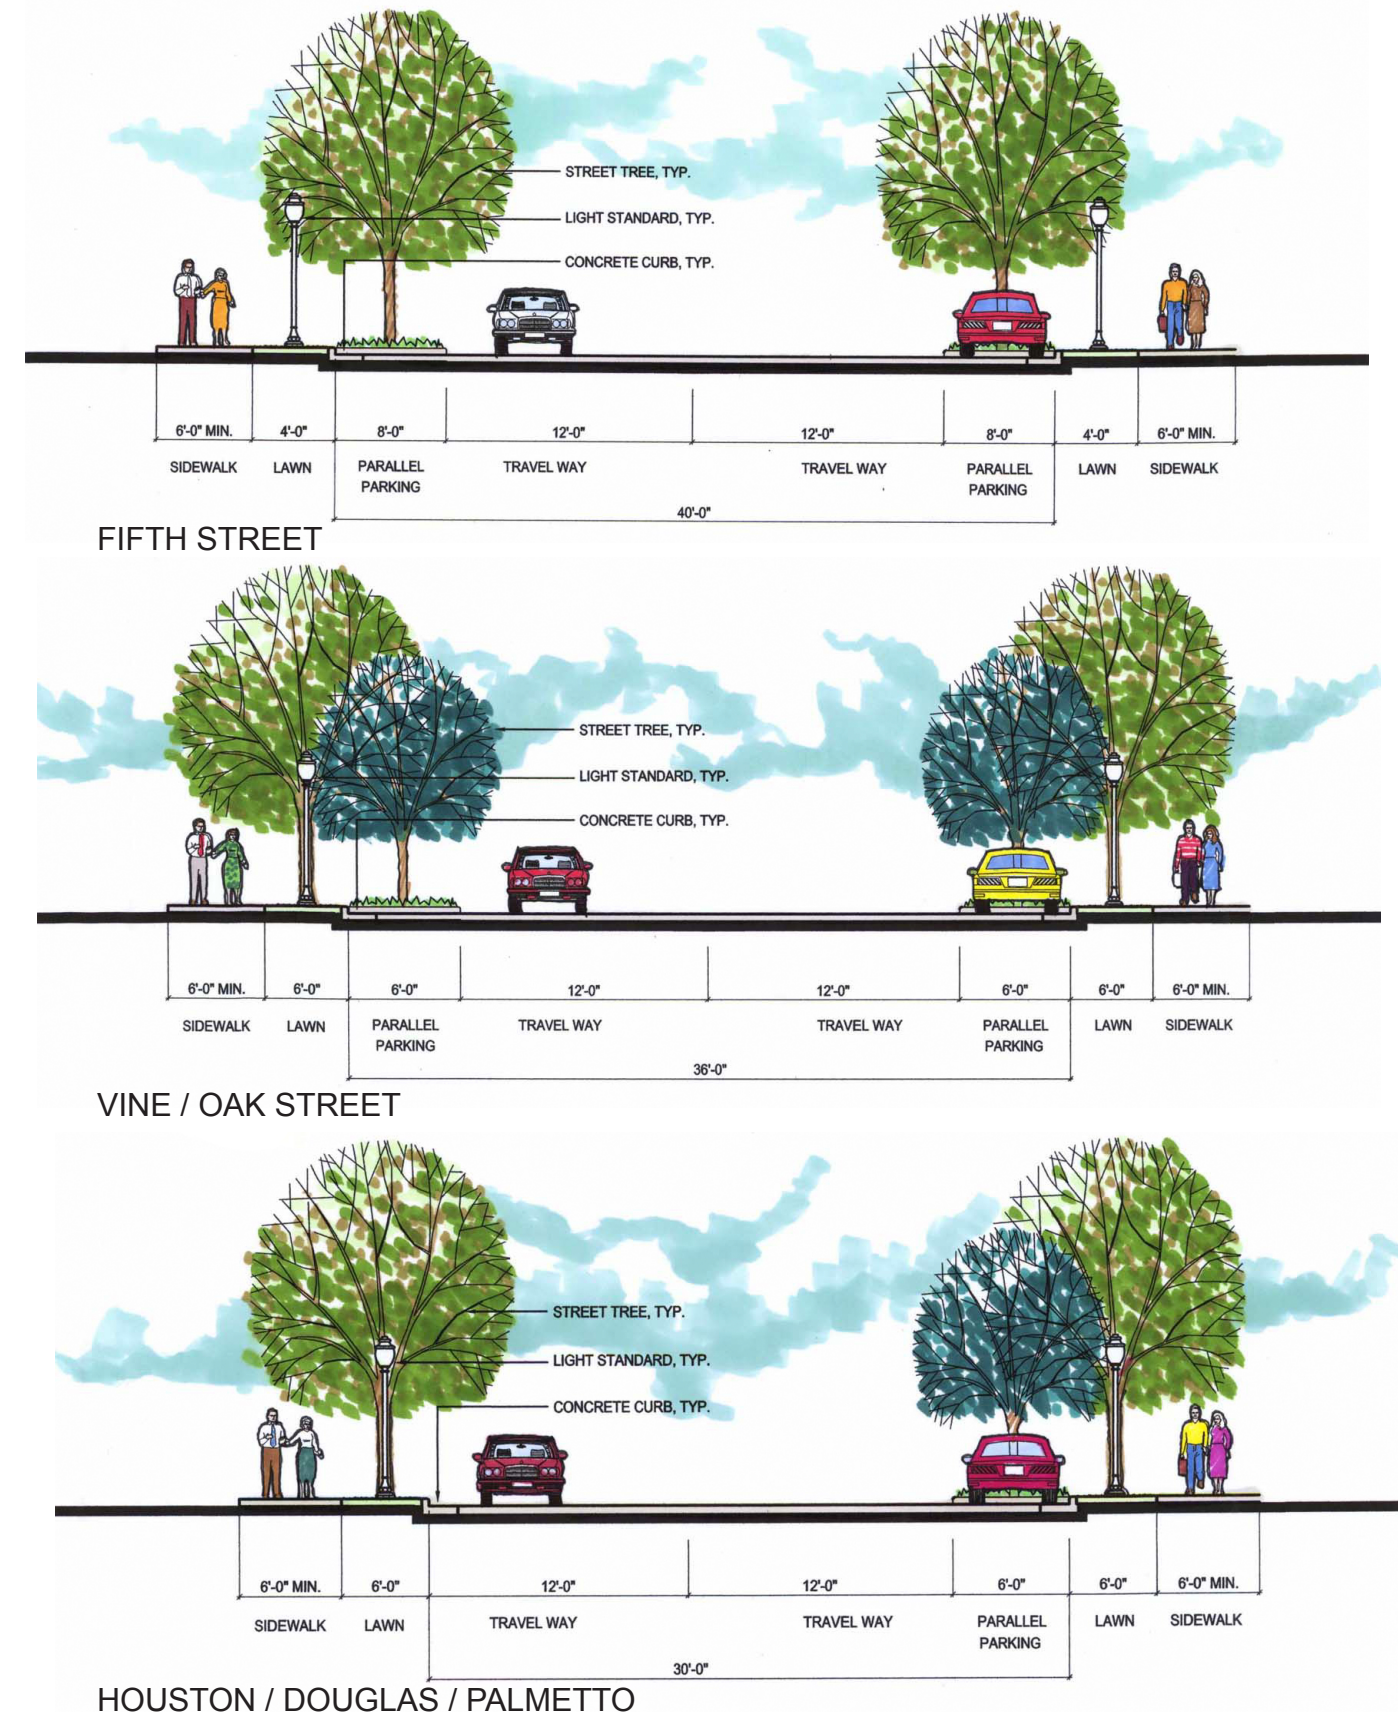 STREET TREE, TYP.
LIGHT STANDARD, TYP.
CONCRETE CURB, TYP.
6'-0" MIN. 4'-0" 8'-0" 12'-0" 12'-0" 8'-0" 4'-0" 6'-0" MIN.
SIDEWALK LAWN PARALLEL PARKING TRAVEL WAY TRAVEL WAY PARALLEL PARKING LAWN SIDEWALK
40'-0"
FIFTH STREET
STREET TREE, TYP.
LIGHT STANDARD, TYP.
CONCRETE CURB, TYP.
6'-0" MIN. 6'-0" 6'-0" 12'-0" 12'-0" 6'-0" 6'-0" 6'-0" MIN.
SIDEWALK LAWN PARALLEL PARKING TRAVEL WAY TRAVEL WAY PARALLEL PARKING LAWN SIDEWALK
36'-0"
VINE / OAK STREET
STREET TREE, TYP.
LIGHT STANDARD, TYP.
CONCRETE CURB, TYP.
6'-0" MIN. 6'-0" 12'-0" 12'-0" 6'-0" 6'-0" 6'-0" MIN.
SIDEWALK LAWN TRAVEL WAY TRAVEL WAY PARALLEL PARKING LAWN SIDEWALK
30'-0"
HOUSTON / DOUGLAS / PALMETTO